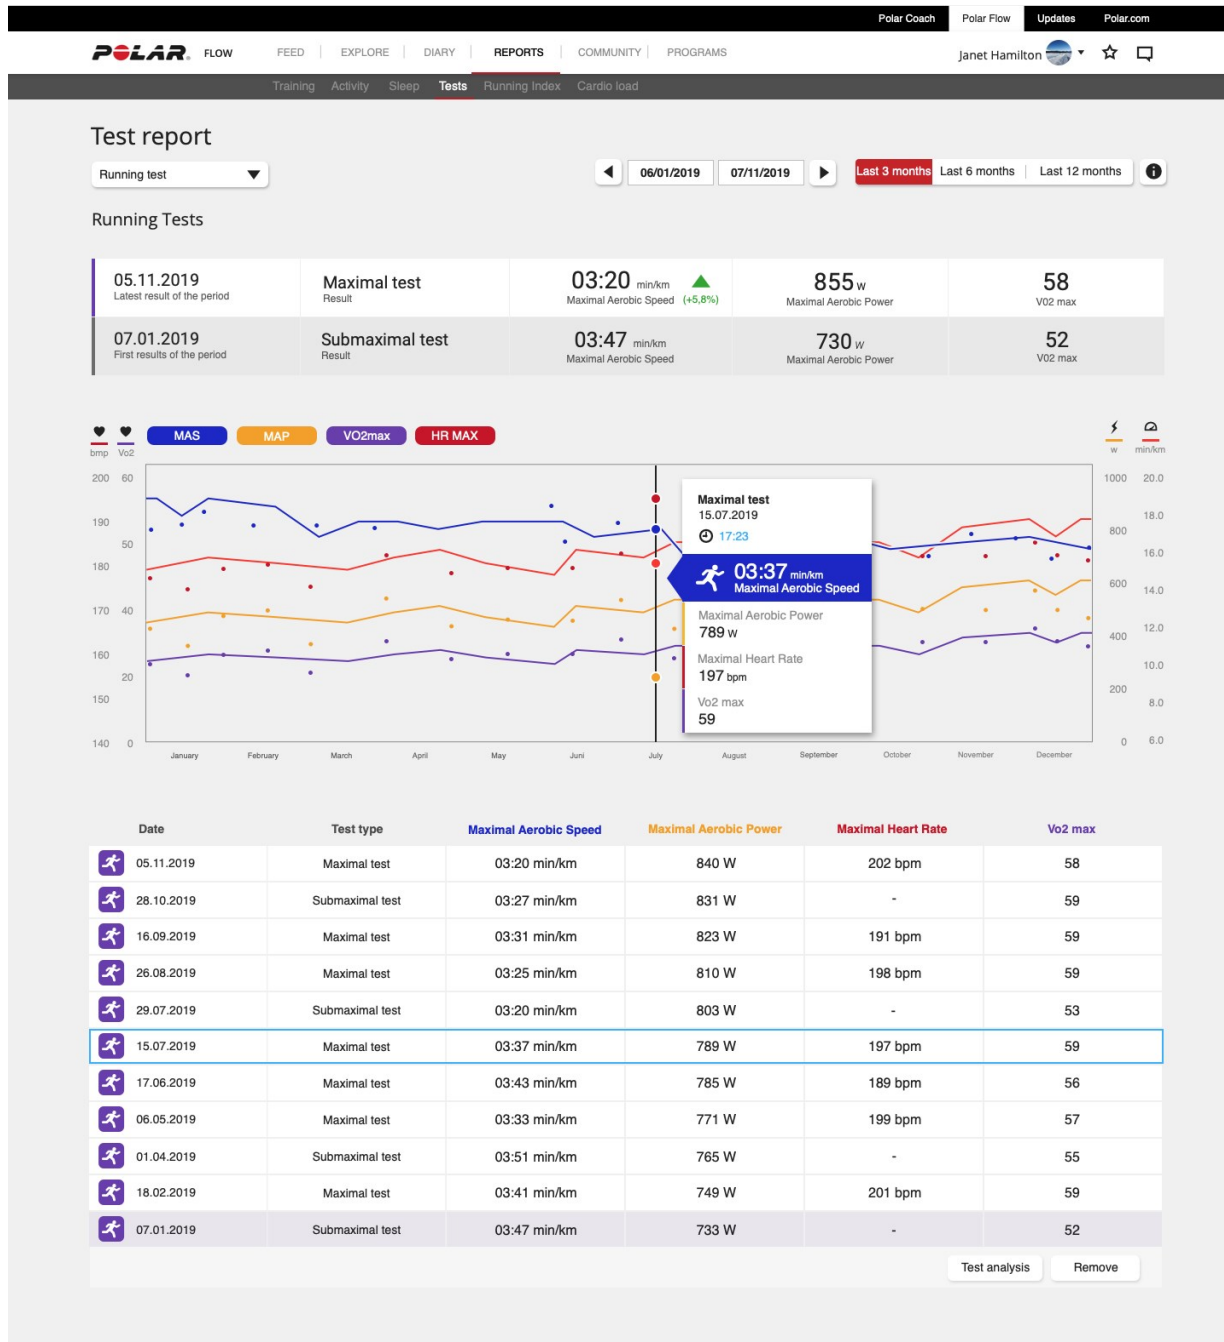 Polar Coach Polar Flow Updates Polar.com
POLAR. FLOW FEED EXPLORE DIARY REPORTS COMMUNITY PROGRAMS Janet Hamilton
Training Activity Sleep Tests Running Index Cardio load
Test report
Running test 06/01/2019 07/11/2019 Last 3 months Last 6 months Last 12 months
Running Tests
05.11.2019 Maximal test 03:20 min/km 855 w 58
Latest result of the period Result Maximal Aerobic Speed (+5,8%) Maximal Aerobic Power V02 max
07.01.2019 Submaximal test 03:47 min/km 730 w 52
First results of the period Result Maximal Aerobic Speed Maximal Aerobic Power V02 max
MAS MAP VO2max HR MAX
bmp Vo2 w min/km
200 60 1000 20.0
190 18.0
50 800
180 16.0
600 14.0
170 40
400 12.0
160 10.0
20 200
150 8.0
140 0 0 6.0
Maximal test
15.07.2019
17:23
03:37 min/km
Maximal Aerobic Speed
Maximal Aerobic Power
789 w
Maximal Heart Rate
197 bpm
Vo2 max
59
January February March April May Juni July August September October November December
Date Test type Maximal Aerobic Speed Maximal Aerobic Power Maximal Heart Rate Vo2 max
05.11.2019 Maximal test 03:20 min/km 840 W 202 bpm 58
28.10.2019 Submaximal test 03:27 min/km 831 W - 59
16.09.2019 Maximal test 03:31 min/km 823 W 191 bpm 59
26.08.2019 Maximal test 03:25 min/km 810 W 198 bpm 59
29.07.2019 Submaximal test 03:20 min/km 803 W - 53
15.07.2019 Maximal test 03:37 min/km 789 W 197 bpm 59
17.06.2019 Maximal test 03:43 min/km 785 W 189 bpm 56
06.05.2019 Maximal test 03:33 min/km 771 W 199 bpm 57
01.04.2019 Submaximal test 03:51 min/km 765 W - 55
18.02.2019 Maximal test 03:41 min/km 749 W 201 bpm 59
07.01.2019 Submaximal test 03:47 min/km 733 W - 52
Test analysis Remove